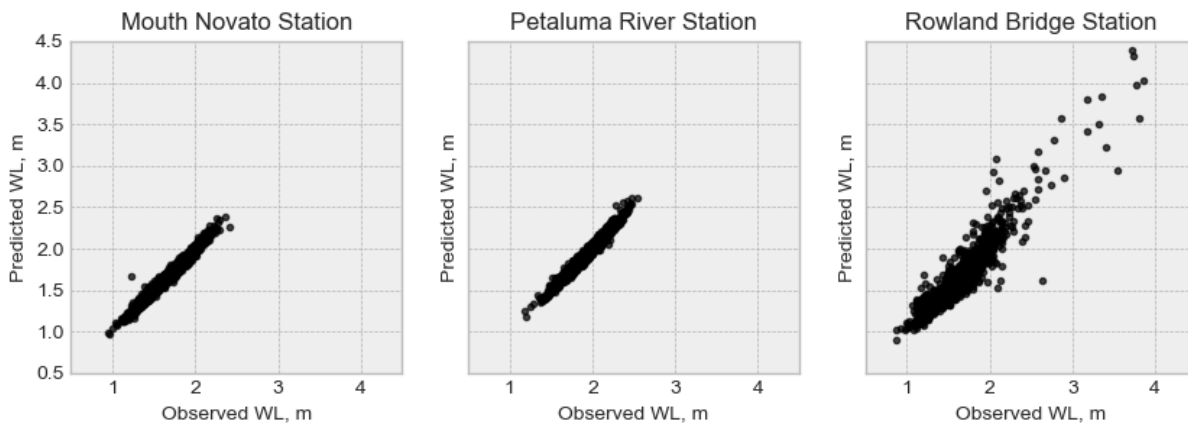 Mouth Novato Station
Petaluma River Station
Rowland Bridge Station
Predicted WL, m
4.5
4.0
3.5
3.0
2.5
2.0
1.5
1.0
0.5
1 2 3 4
Observed WL, m
Predicted WL, m
1 2 3 4
Observed WL, m
Predicted WL, m
1 2 3 4
Observed WL, m